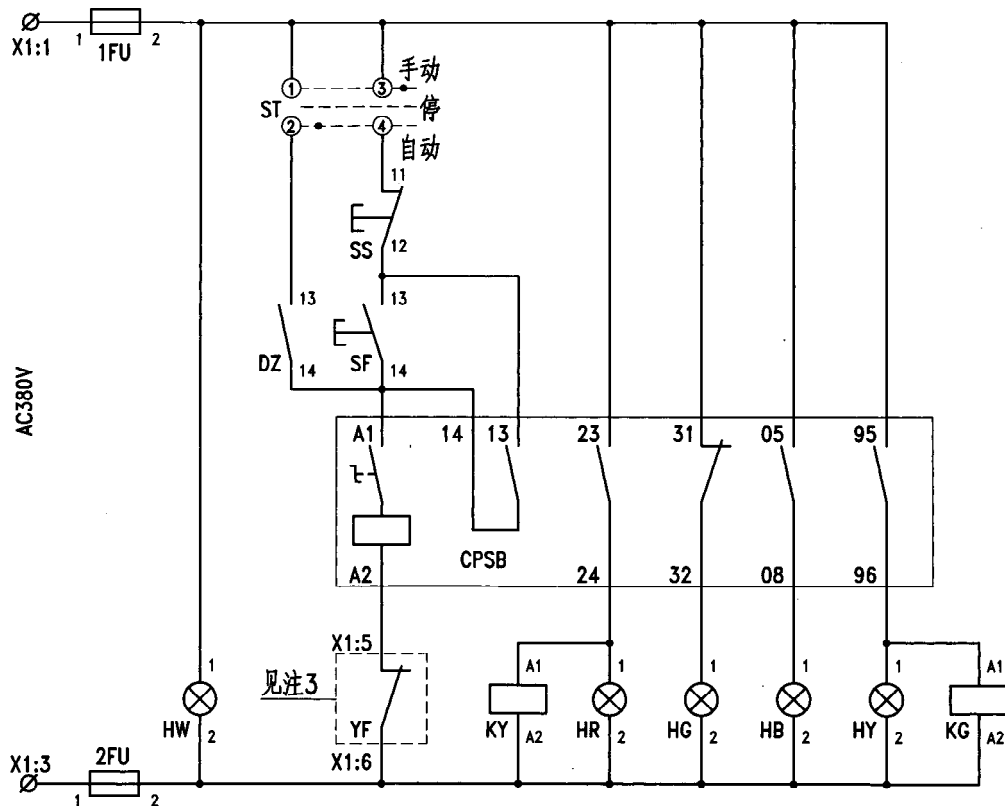 X1:1
1 1FU 2
① ③ 手动
ST 停
② ④ 自动
11
SS 12
13 13
DZ 14 SF 14
AC380V
A1 14 13 23 31 05 95
CPSB
A2 24 32 08 96
X1:5
见注3
YF
X1:6
1 A1 1 1 1 1 A1
HW KY HR HG HB HY KG
2 A2 2 2 2 2 A2
X1:3
1 2FU 2